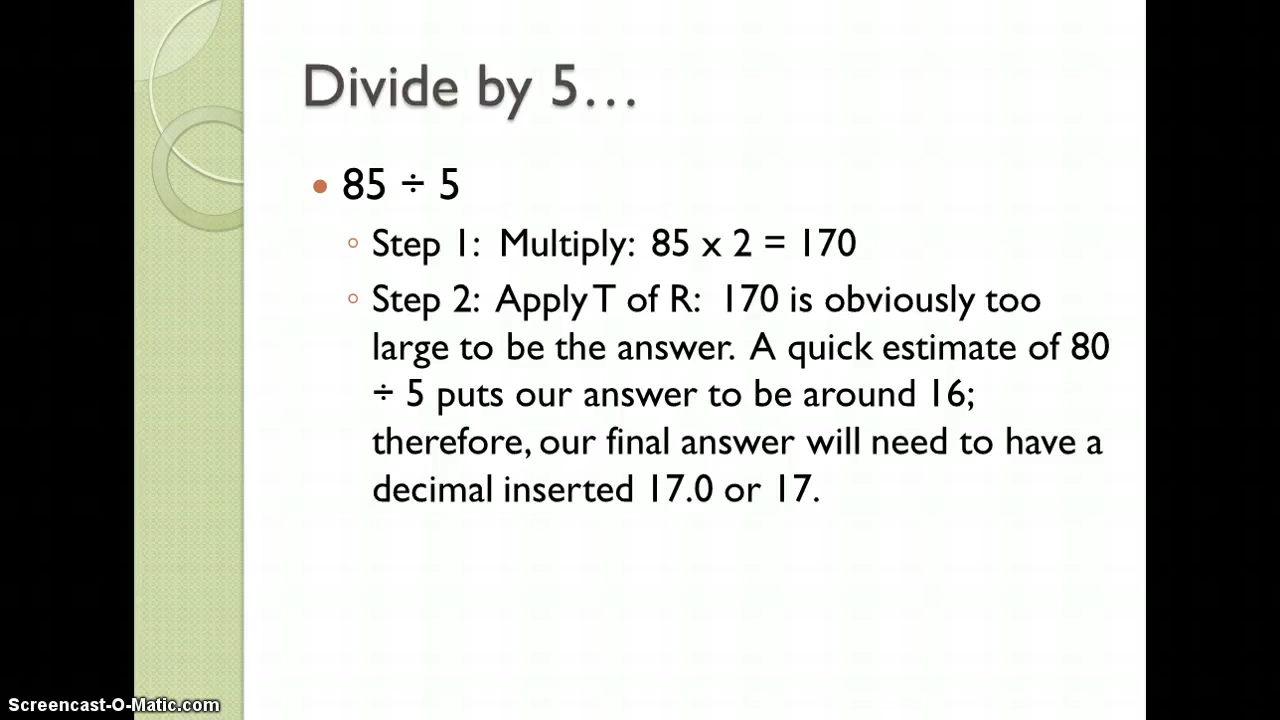 Divide by 5...
• 85 ÷ 5
◦ Step 1: Multiply: 85 x 2 = 170
◦ Step 2: Apply T of R: 170 is obviously too
large to be the answer. A quick estimate of 80
÷ 5 puts our answer to be around 16;
therefore, our final answer will need to have a
decimal inserted 17.0 or 17.
Screencast-O-Matic.com